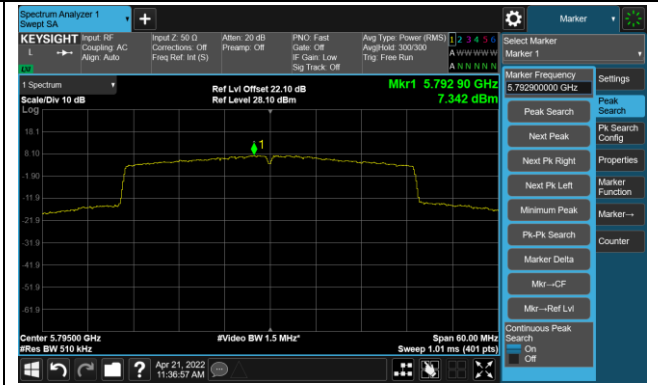 Spectrum Analyzer 1
Swept SA
+
Marker
KEYSIGHT
L
Input: RF
Coupling: AC
Align: Auto
Input Z: 50 Ω
Corrections: Off
Freq Ref: Int (S)
Atten: 20 dB
Preamp: Off
PNO: Fast
Gate: Off
IF Gain: Low
Sig Track: Off
Avg Type: Power (RMS)
Avg|Hold: 300/300
Trig: Free Run
1 2 3 4 5 6
A W W W W W
A N N N N N
Select Marker
Marker 1
1 Spectrum
Scale/Div 10 dB
Log
Ref Lvl Offset 22.10 dB
Ref Level 28.10 dBm
Mkr1 5.792 90 GHz
7.342 dBm
18.1
8.10
-1.90
-11.9
-21.9
-31.9
-41.9
-51.9
-61.9
1
Center 5.79500 GHz
#Res BW 510 kHz
#Video BW 1.5 MHz*
Span 60.00 MHz
Sweep 1.01 ms (401 pts)
Marker Frequency
5.792900000 GHz
Peak Search
Next Peak
Next Pk Right
Next Pk Left
Minimum Peak
Pk-Pk Search
Marker Delta
Mkr→CF
Mkr→Ref Lvl
Continuous Peak
Search
On
Off
Settings
Peak
Search
Pk Search
Config
Properties
Marker
Function
Marker→
Counter
?
Apr 21, 2022
11:36:57 AM